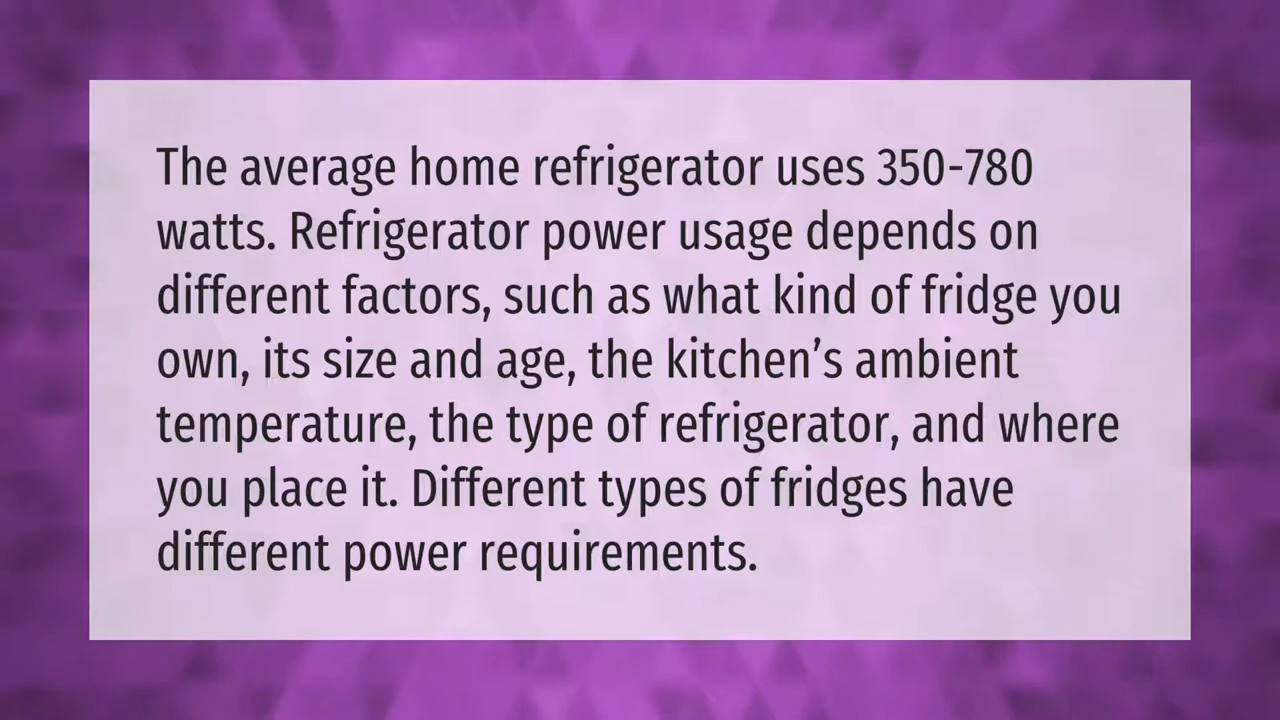 The average home refrigerator uses 350-780
watts. Refrigerator power usage depends on
different factors, such as what kind of fridge you
own, its size and age, the kitchen’s ambient
temperature, the type of refrigerator, and where
you place it. Different types of fridges have
different power requirements.